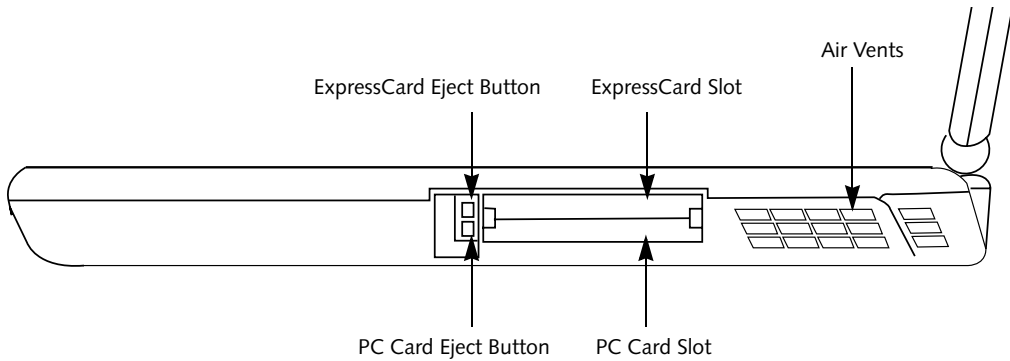 Air Vents
ExpressCard Eject Button
ExpressCard Slot
PC Card Eject Button
PC Card Slot